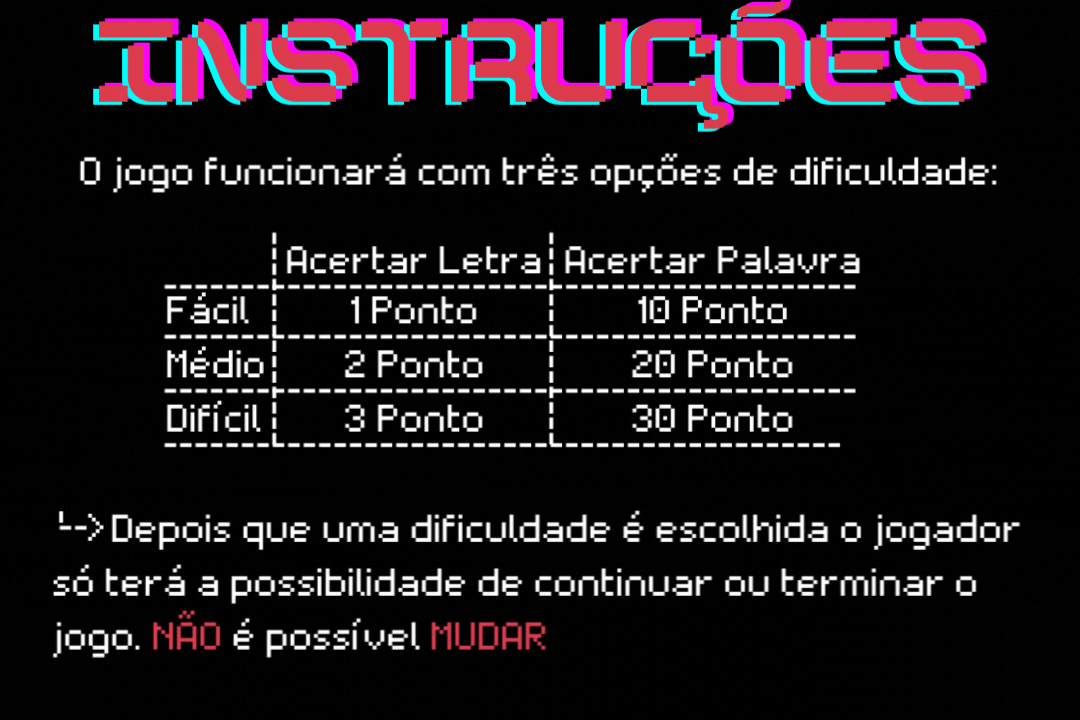 INSTRUÇÕES
O jogo funcionará com três opções de dificuldade:
Acertar Letra Acertar Palavra
Fácil 1 Ponto 10 Ponto
Médio 2 Ponto 20 Ponto
Difícil 3 Ponto 30 Ponto
Depois que uma dificuldade é escolhida o jogador
só terá a possibilidade de continuar ou terminar o
jogo. NÃO é possível MUDAR